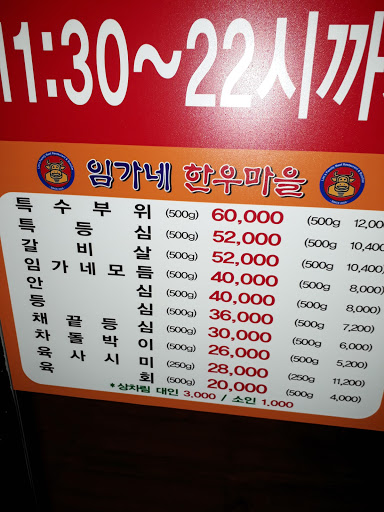 11:30~22시까
임가네 한우마을
특수부위 (500g) 60,000 (500g 12,00
특등심 (500g) 52,000 (500g 10,400
갈비살 (500g) 52,000 (500g 10,400)
임가네모듬 (500g) 40,000 (500g 8,000)
안심 (500g) 40,000 (500g 8,000)
등심 (500g) 36,000 (500g 7,200)
채끝등심 (500g) 30,000 (500g 6,000)
차돌박이 (500g) 26,000 (500g 5,200)
육사시미 (250g) 28,000 (250g 11,200)
육회 (500g) 20,000 (500g 4,000)
*상차림 대인 3,000 / 소인 1,000